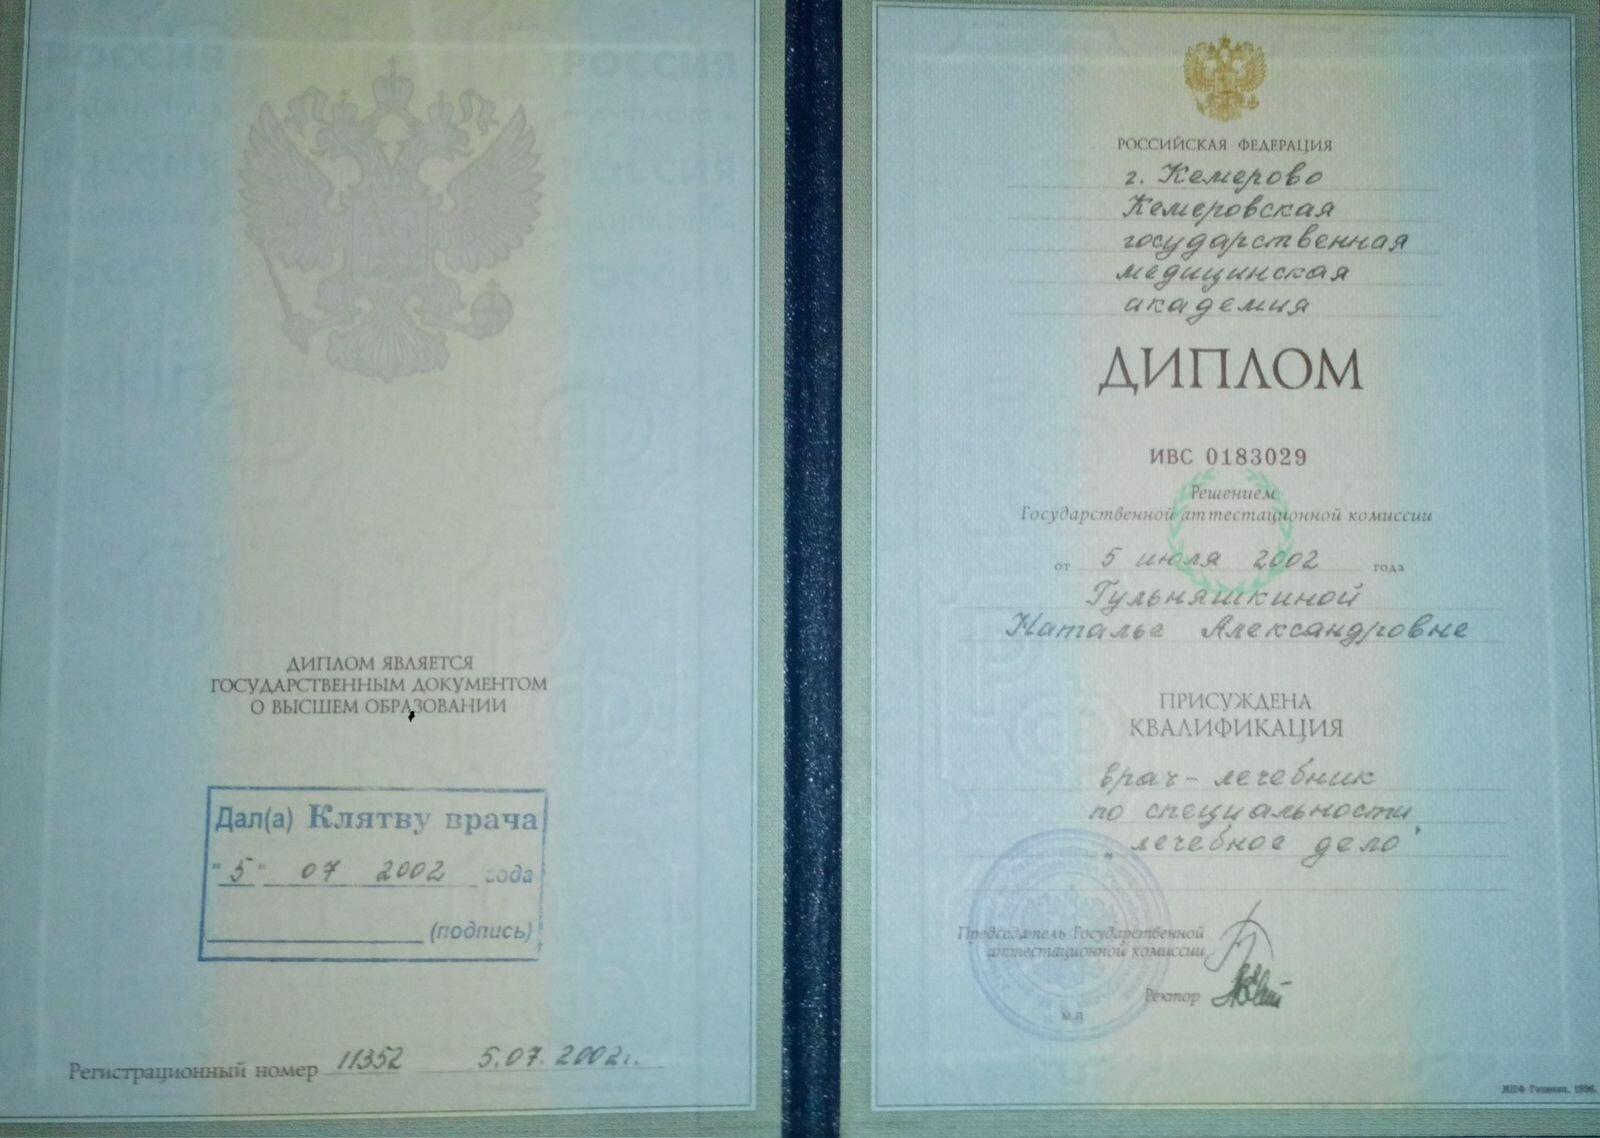 ДИПЛОМ ЯВЛЯЕТСЯ
ГОСУДАРСТВЕННЫМ ДОКУМЕНТОМ
О ВЫСШЕМ ОБРАЗОВАНИИ
Дал(а) Клятву врача
"5" 07 2002 года
(подпись)
Регистрационный номер 11352 5.07.2002г.
РОССИЙСКАЯ ФЕДЕРАЦИЯ
г. Кемерово
Кемеровская
государственная
медицинская
академия
ДИПЛОМ
ИВС 0183029
Решением
Государственной аттестационной комиссии
от 5 июля 2002 года
Гульняшкиной
Наталье Александровне
ПРИСУЖДЕНА
КВАЛИФИКАЦИЯ
врач-лечебник
по специальности
„лечебное дело"
Председатель Государственной
аттестационной комиссии
Ректор
М.П.